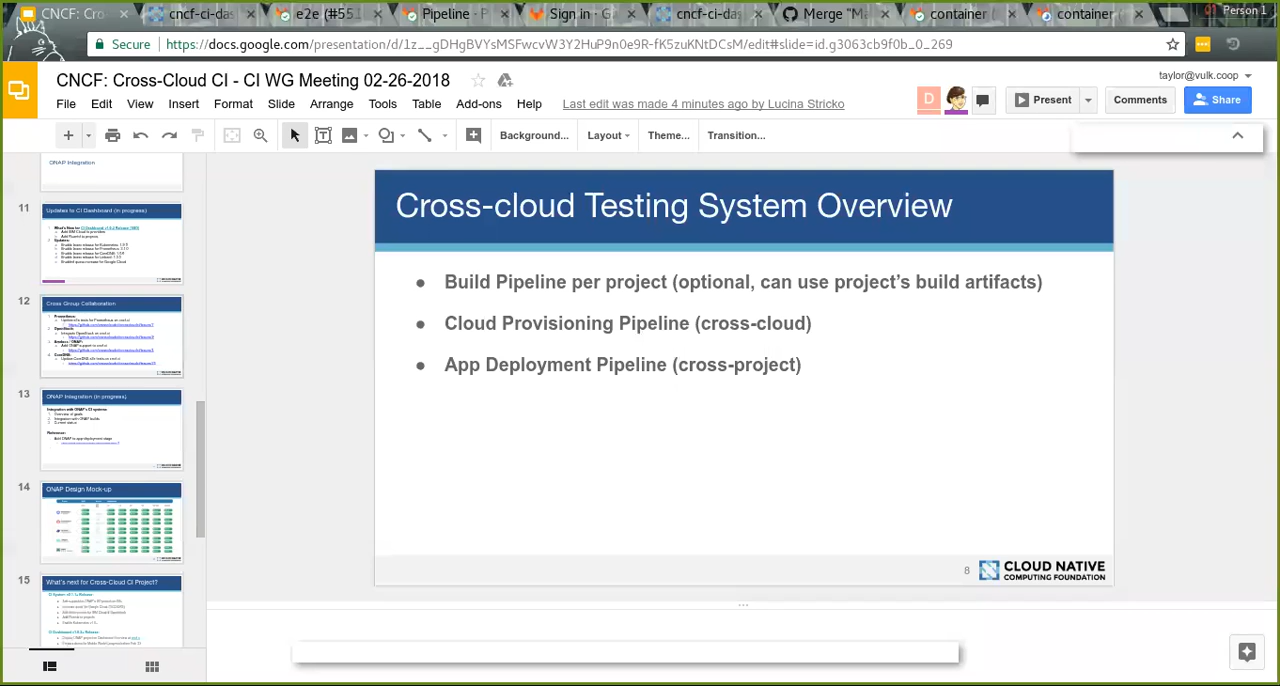 CNCF: Cro
cncf-ci-das
e2e (#551
Pipeline - P
Sign in · Ga
cncf-ci-das
Merge "Ma
container
container
Person 1
Secure
https://docs.google.com/presentation/d/1z__gDHgBVYsMSFwcvW3Y2HuP9n0e9R-fK5zuKNtDCsM/edit#slide=id.g3063cb9f0b_0_269
CNCF: Cross-Cloud CI - CI WG Meeting 02-26-2018
taylor@vulk.coop
File Edit View Insert Format Slide Arrange Tools Table Add-ons Help
Last edit was made 4 minutes ago by Lucina Stricko
D
Present
Comments
Share
Background...
Layout
Theme...
Transition...
ONAP Integration
11
Updates to CI Dashboard (in progress)
12
Cross Group Collaboration
13
ONAP Integration (in progress)
Integration with ONAP's CI systems
14
ONAP Design Mock-up
15
What's next for Cross-Cloud CI Project?
Cross-cloud Testing System Overview
● Build Pipeline per project (optional, can use project's build artifacts)
● Cloud Provisioning Pipeline (cross-cloud)
● App Deployment Pipeline (cross-project)
8
CLOUD NATIVE
COMPUTING FOUNDATION